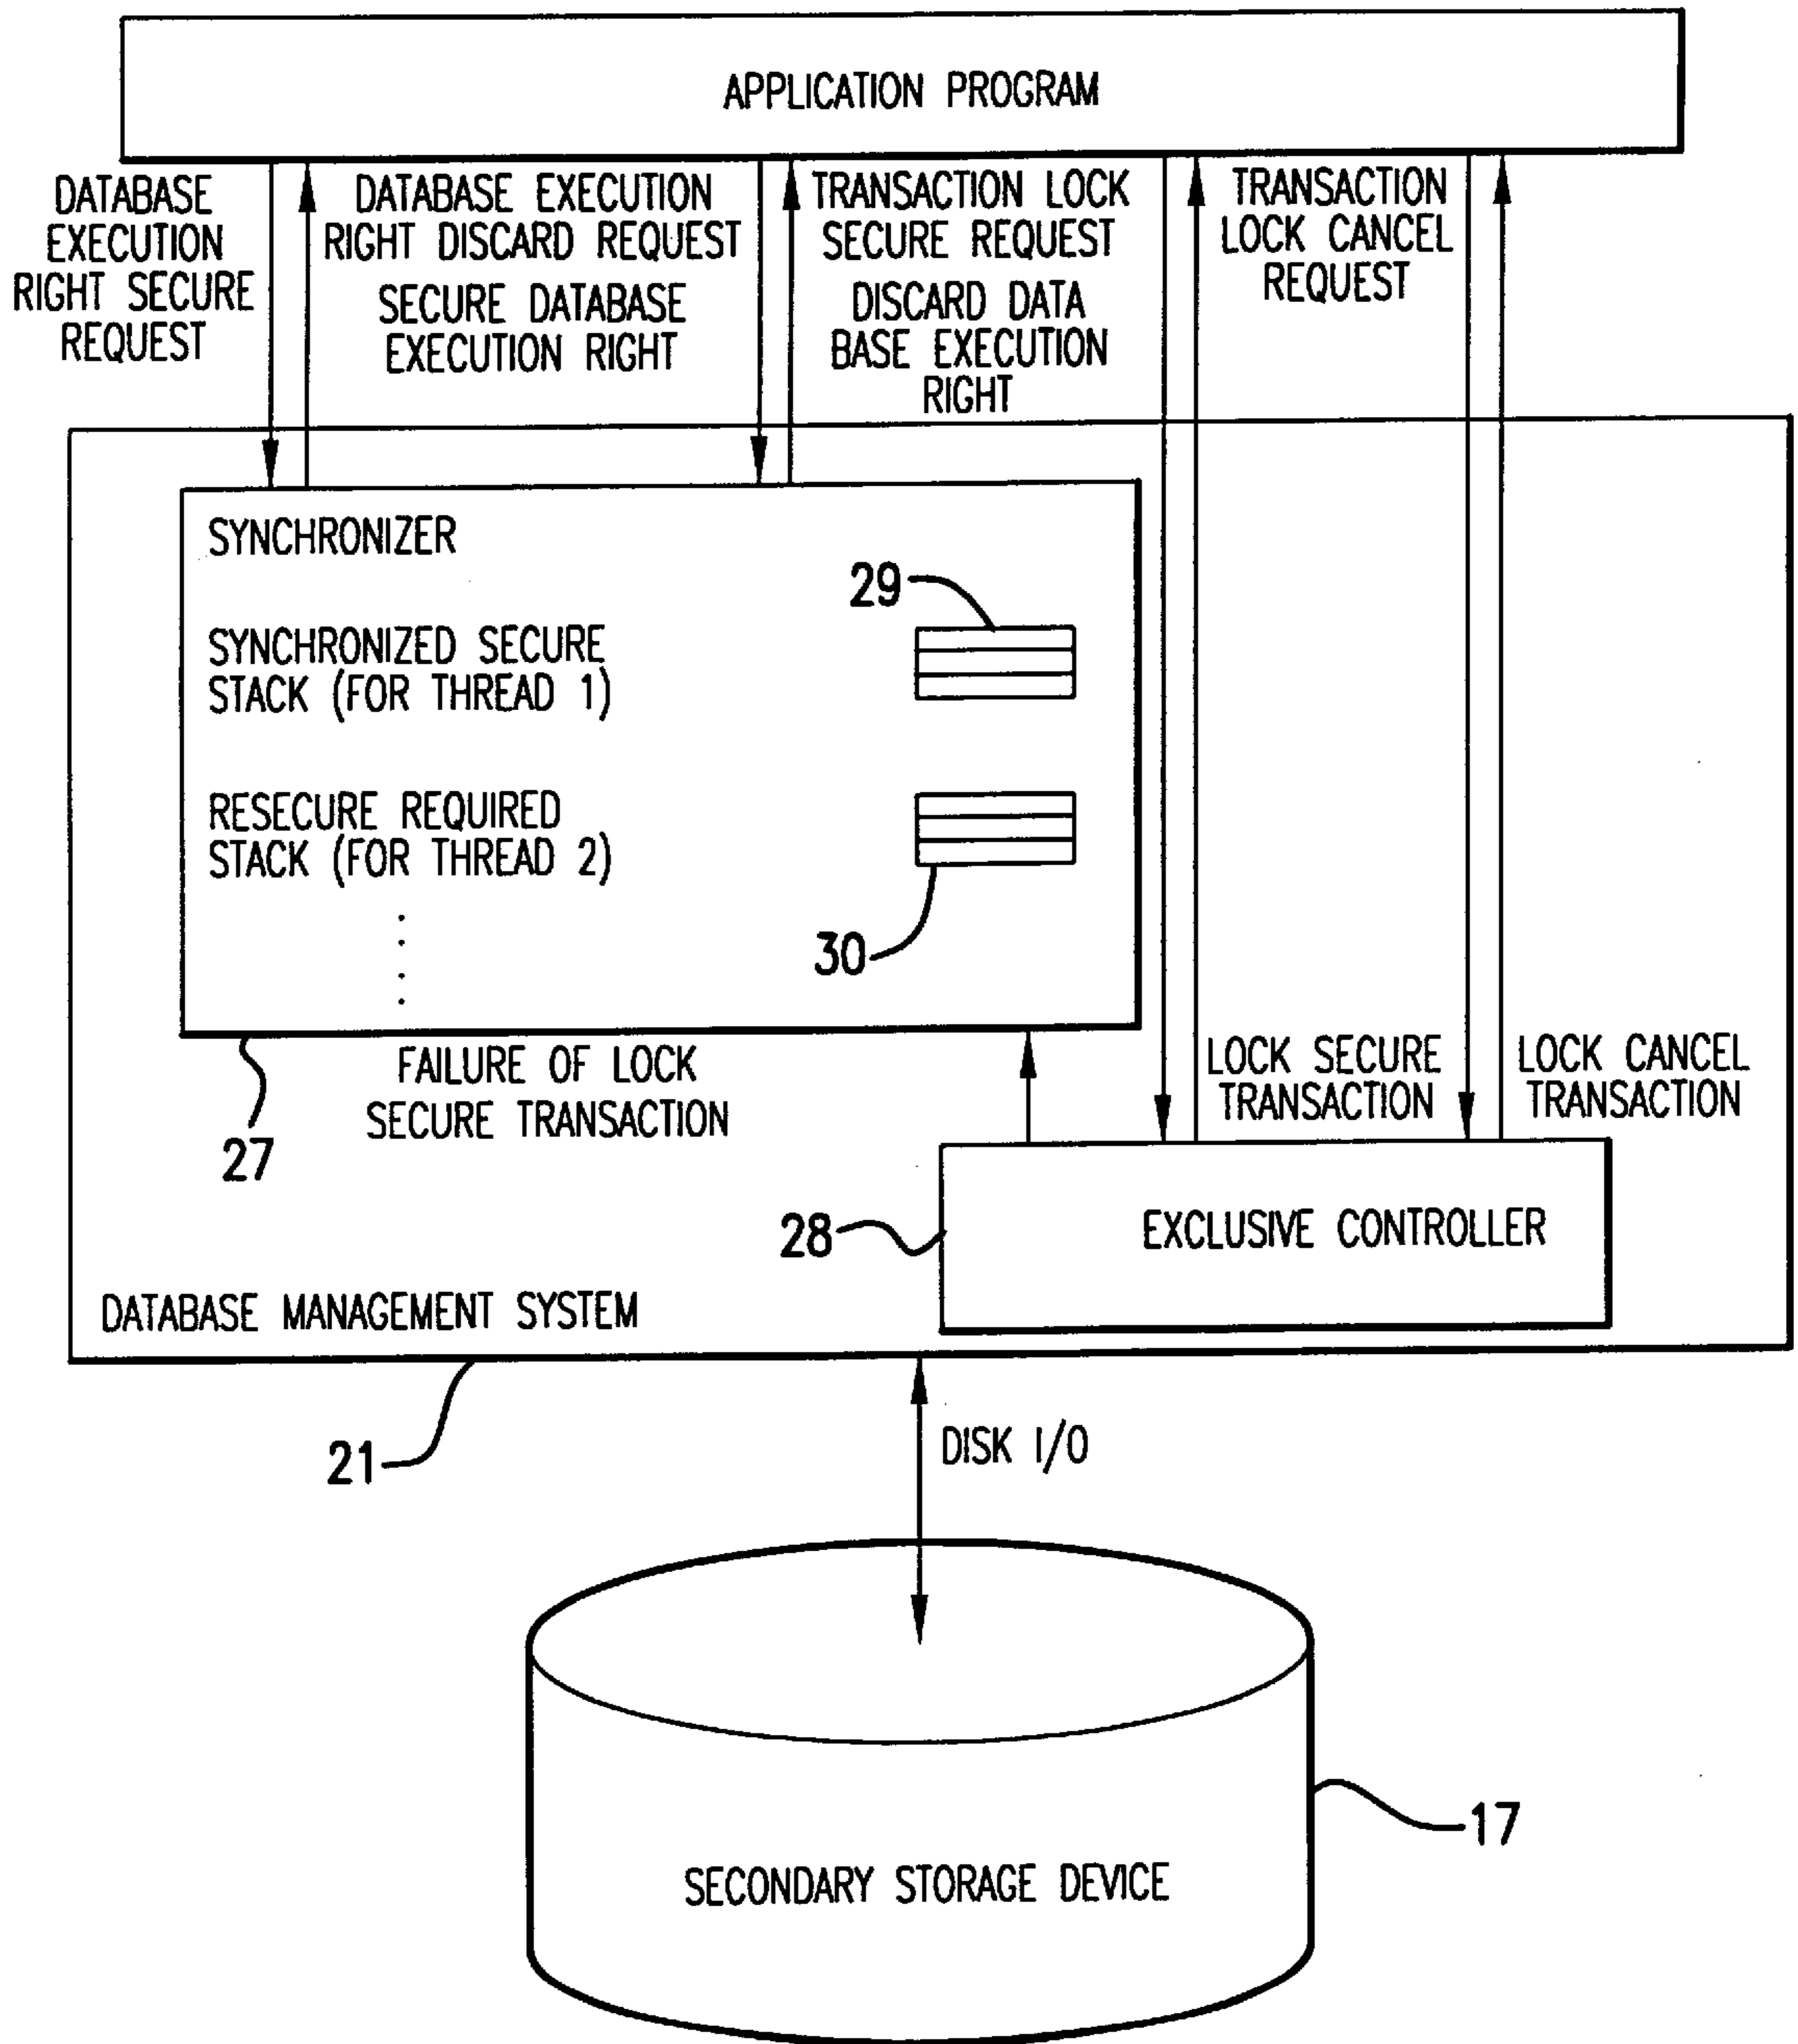 APPLICATION PROGRAM
DATABASE
EXECUTION
RIGHT SECURE
REQUEST
DATABASE EXECUTION
RIGHT DISCARD REQUEST
SECURE DATABASE
EXECUTION RIGHT
TRANSACTION LOCK
SECURE REQUEST
DISCARD DATA
BASE EXECUTION
RIGHT
TRANSACTION
LOCK CANCEL
REQUEST
SYNCHRONIZER
29
SYNCHRONIZED SECURE
STACK (FOR THREAD 1)
RESECURE REQUIRED
STACK (FOR THREAD 2)
30
27
FAILURE OF LOCK
SECURE TRANSACTION
LOCK SECURE
TRANSACTION
LOCK CANCEL
TRANSACTION
28
EXCLUSIVE CONTROLLER
DATABASE MANAGEMENT SYSTEM
21
DISK I/O
17
SECONDARY STORAGE DEVICE